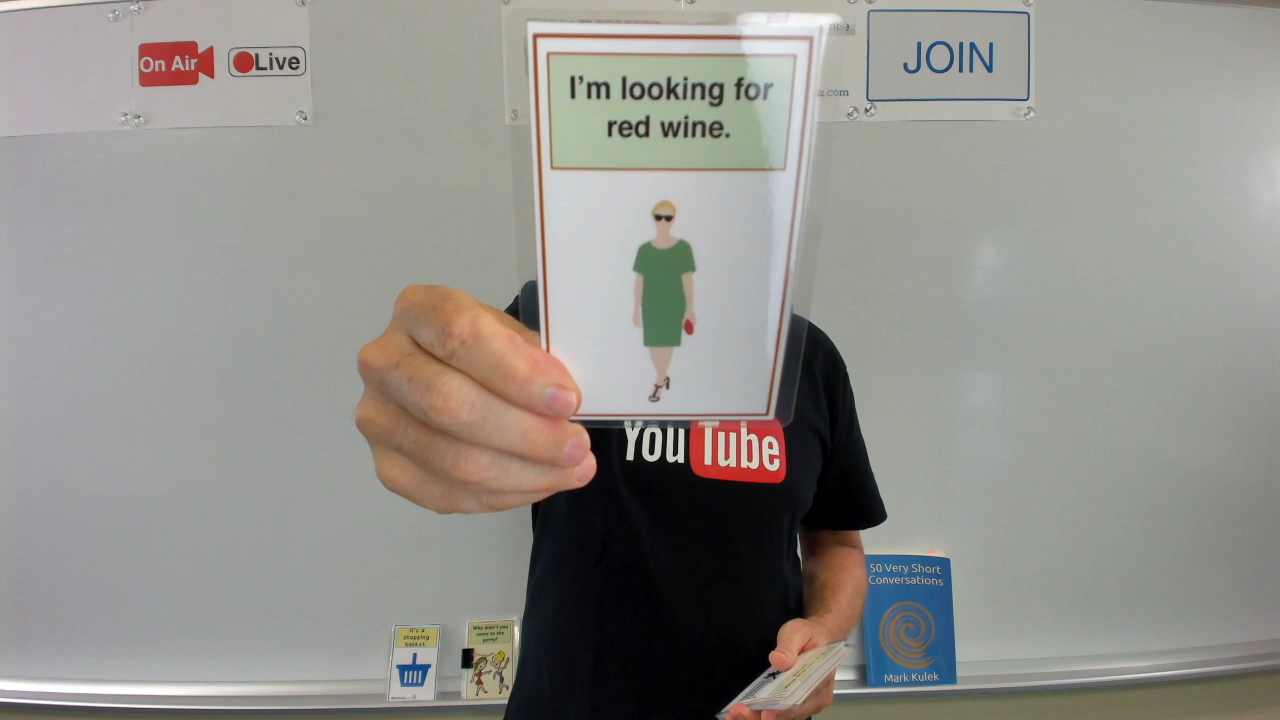 On Air
Live
JOIN
.com
I'm looking for
red wine.
You Tube
50 Very Short
Conversations
Mark Kulek
It's a
shopping
basket.
Why didn't you
come to the
party?